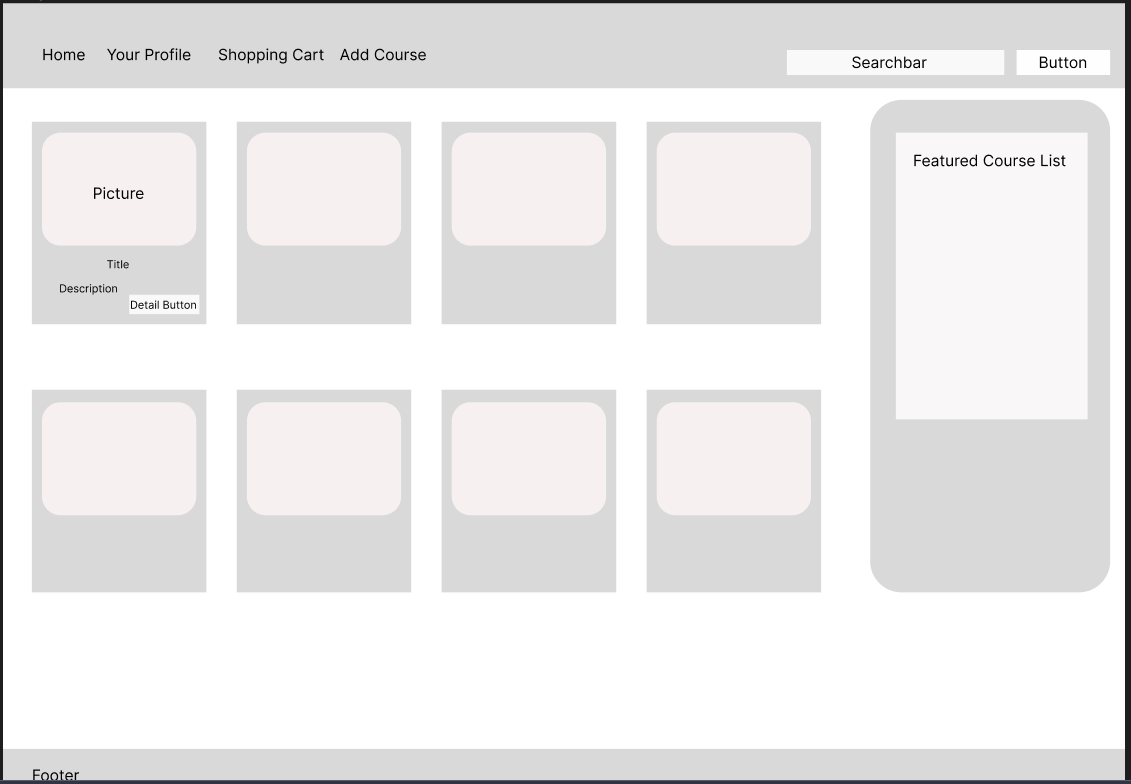 Home Your Profile Shopping Cart Add Course
Searchbar Button
Featured Course List
Picture
Title
Description
Detail Button
Footer